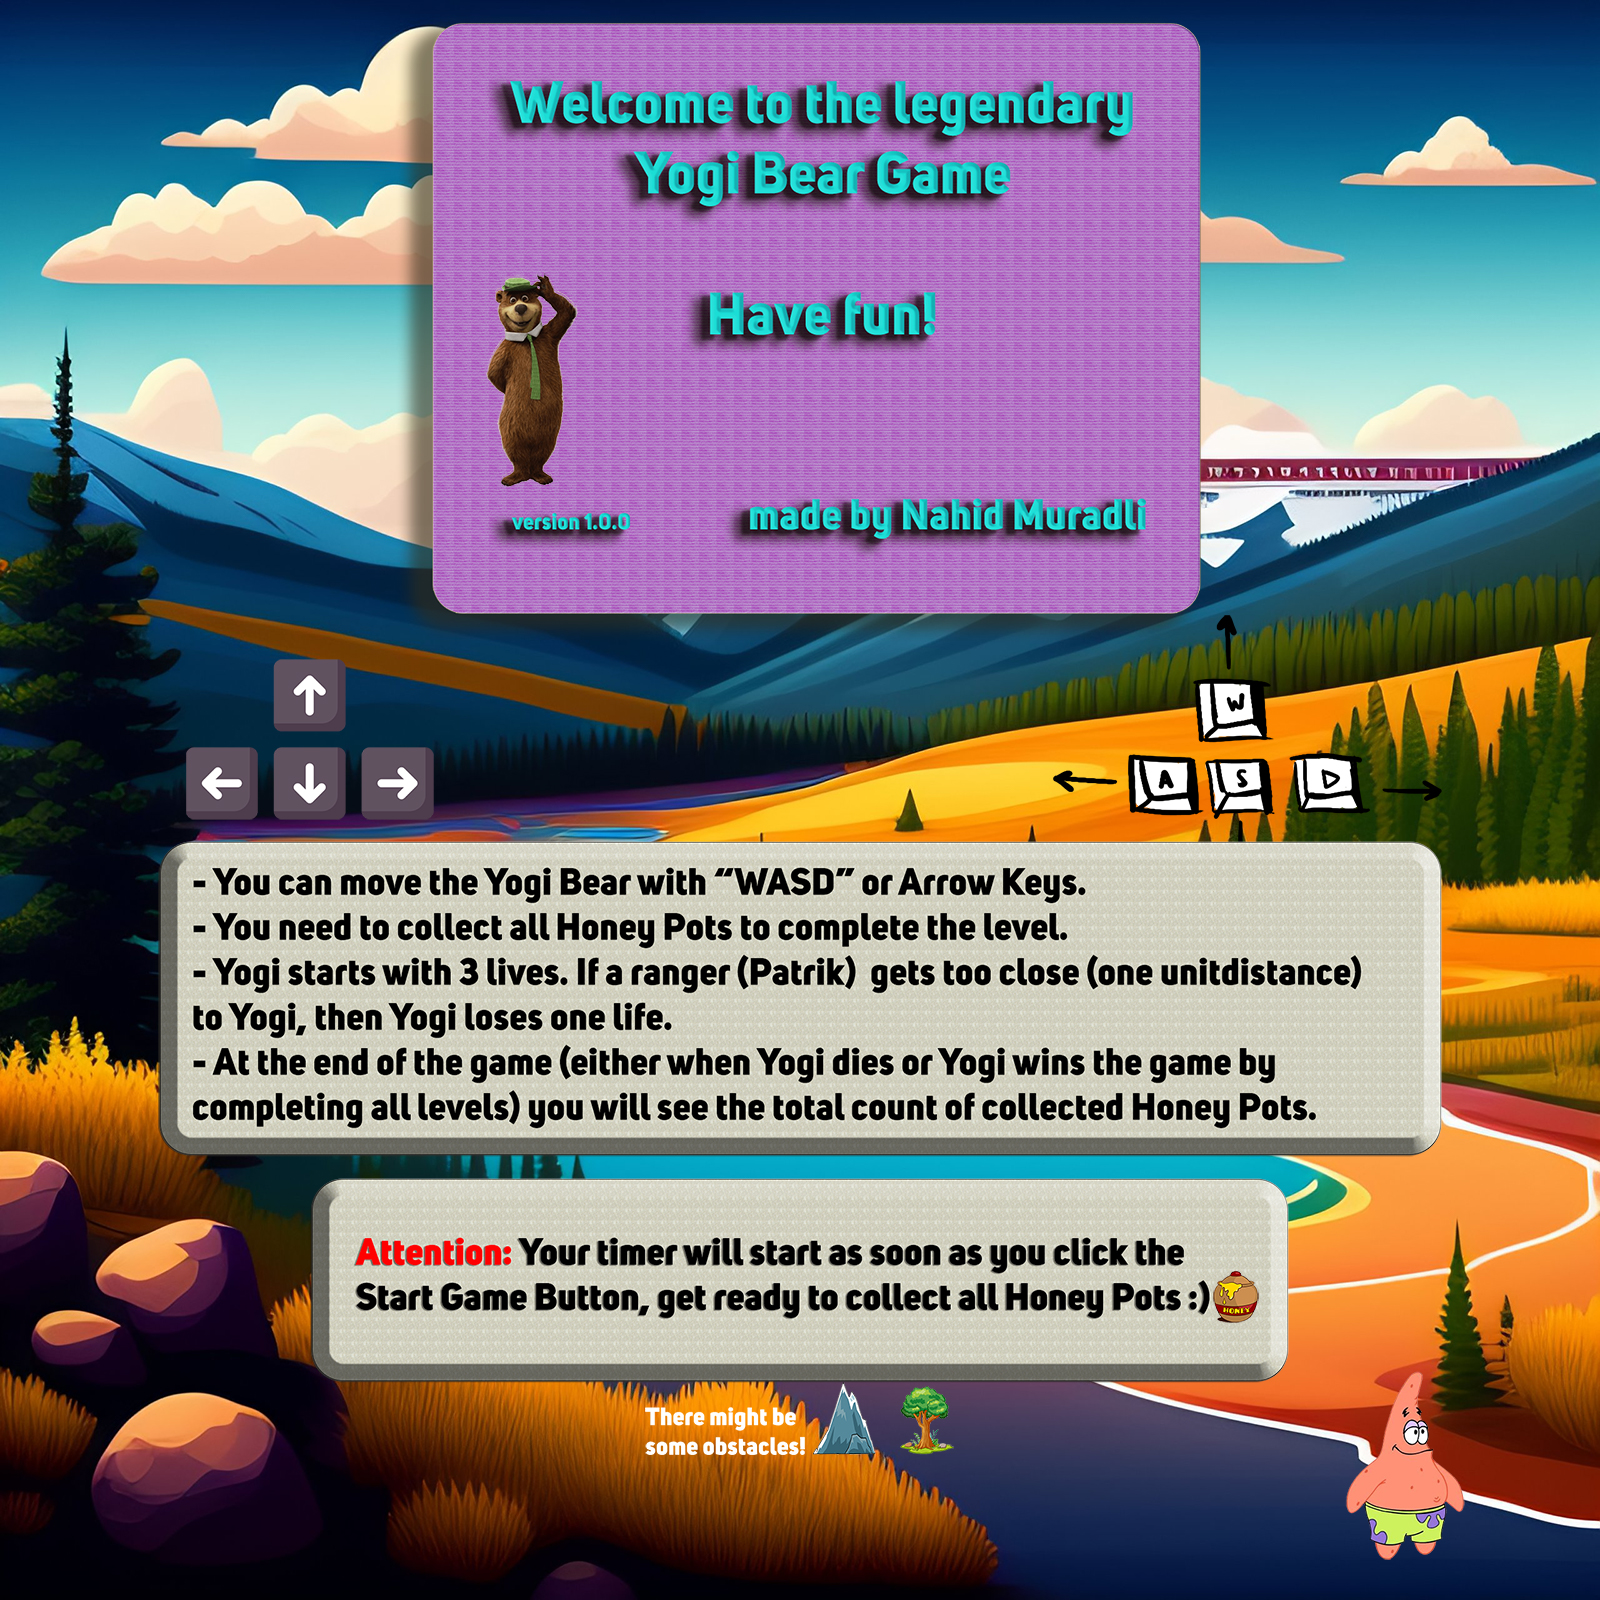 Welcome to the legendary
Yogi Bear Game
Have fun!
version 1.0.0
made by Nahid Muradli
W
A S D
- You can move the Yogi Bear with “WASD” or Arrow Keys.
- You need to collect all Honey Pots to complete the level.
- Yogi starts with 3 lives. If a ranger (Patrik)  gets too close (one unitdistance)
to Yogi, then Yogi loses one life.
- At the end of the game (either when Yogi dies or Yogi wins the game by
completing all levels) you will see the total count of collected Honey Pots.
Attention: Your timer will start as soon as you click the
Start Game Button, get ready to collect all Honey Pots :)
HONEY
There might be
some obstacles!